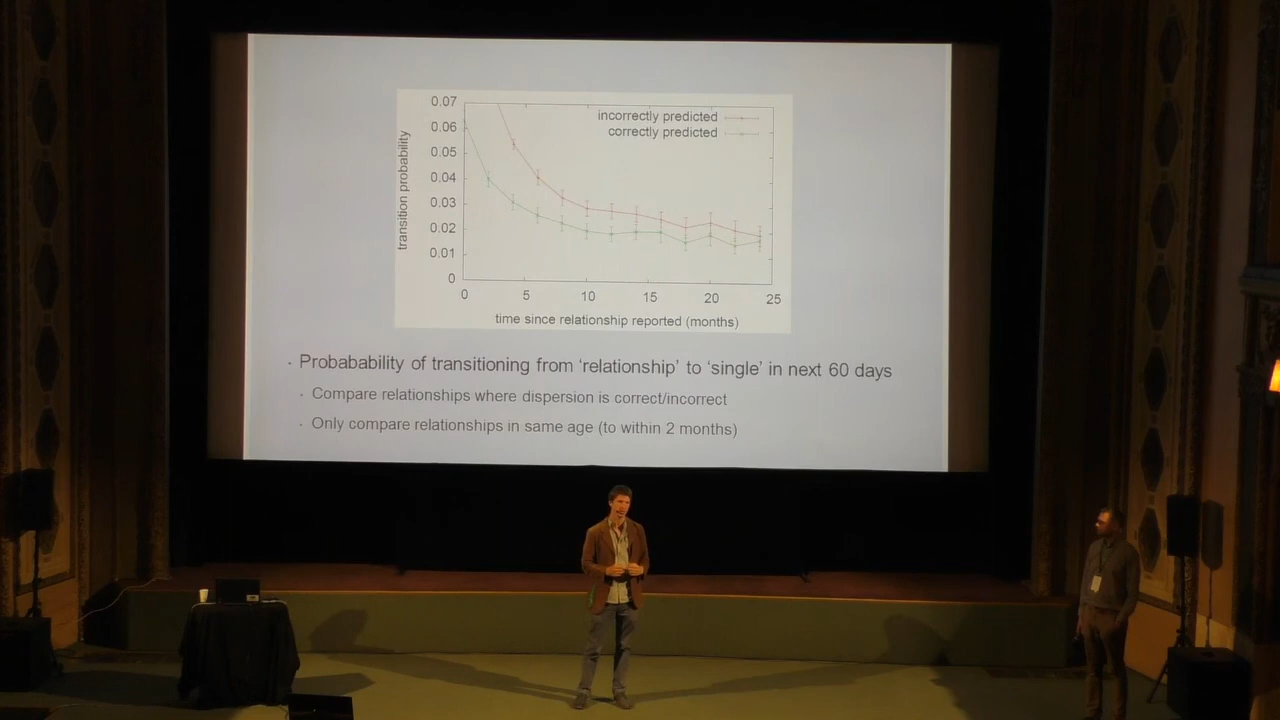 0.07
0.06
0.05
0.04
0.03
0.02
0.01
0
transition probability
incorrectly predicted
correctly predicted
0 5 10 15 20 25
time since relationship reported (months)
· Probabability of transitioning from ‘relationship’ to ‘single’ in next 60 days
· Compare relationships where dispersion is correct/incorrect
· Only compare relationships in same age (to within 2 months)